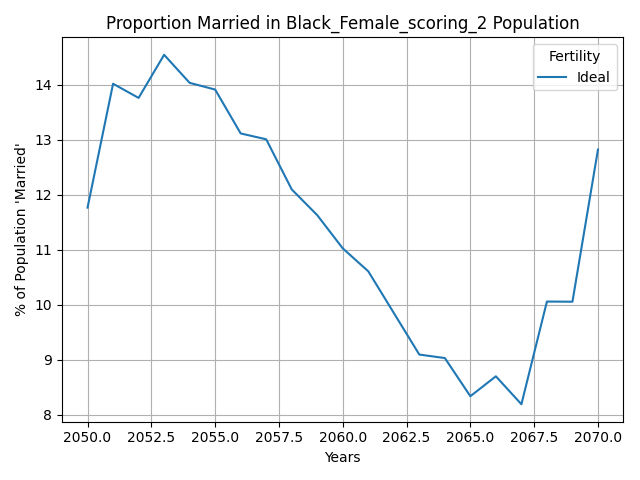 Proportion Married in Black_Female_scoring_2 Population
Fertility
Ideal
% of Population 'Married'
14
13
12
11
10
9
8
2050.0 2052.5 2055.0 2057.5 2060.0 2062.5 2065.0 2067.5 2070.0
Years